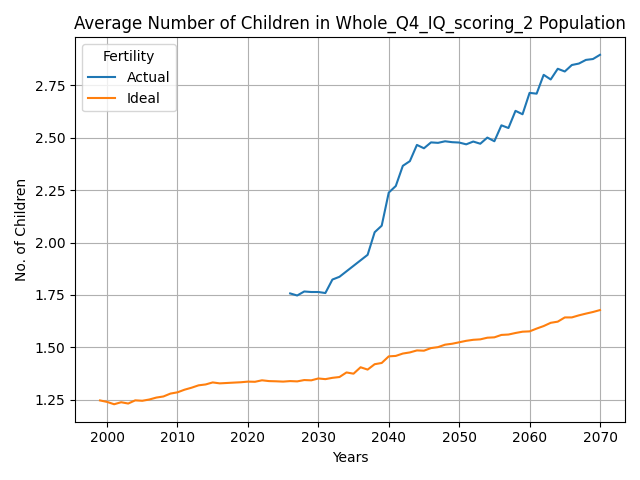 Average Number of Children in Whole_Q4_IQ_scoring_2 Population
Fertility
Actual
Ideal
2.75
2.50
2.25
2.00
1.75
1.50
1.25
No. of Children
2000 2010 2020 2030 2040 2050 2060 2070
Years